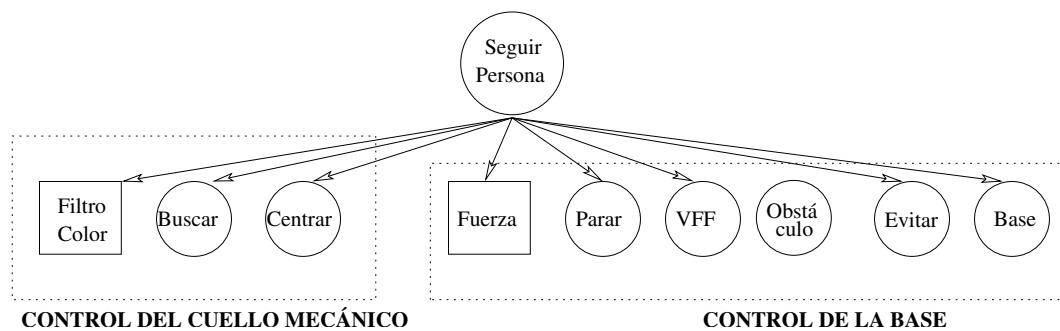 Seguir
Persona
Filtro
Color
Buscar
Centrar
Fuerza
Parar
VFF
Obstá
culo
Evitar
Base
CONTROL DEL CUELLO MECÁNICO
CONTROL DE LA BASE